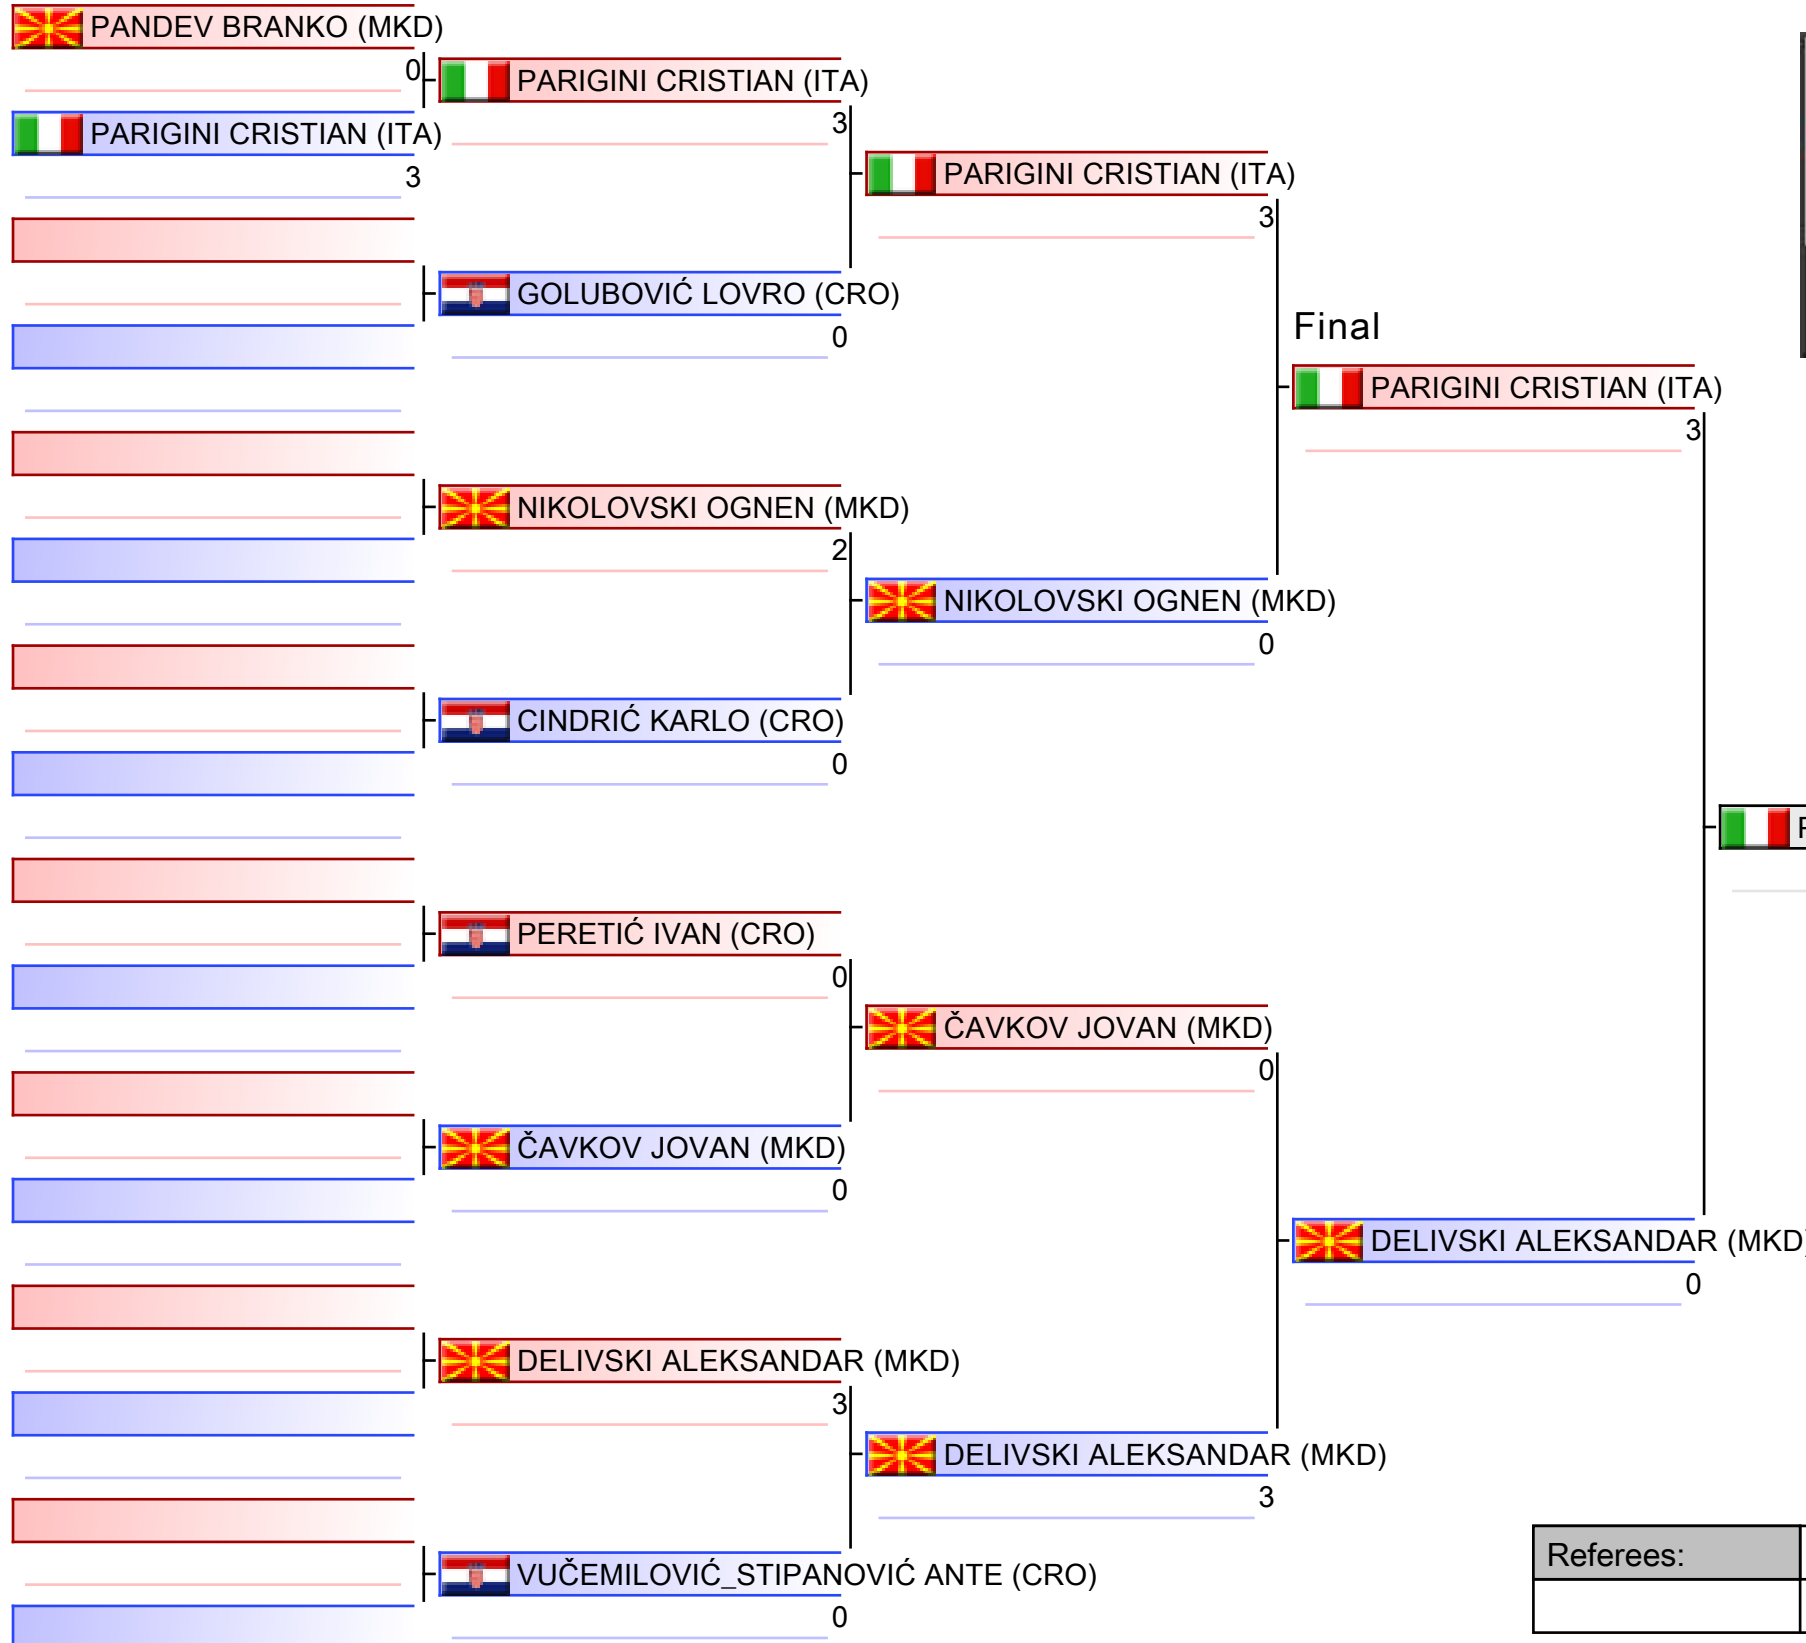 PANDEV BRANKO (MKD)
0
PARIGINI CRISTIAN (ITA)
3
PARIGINI CRISTIAN (ITA)
3
GOLUBOVIĆ LOVRO (CRO)
0
NIKOLOVSKI OGNEN (MKD)
2
CINDRIĆ KARLO (CRO)
0
PERETIĆ IVAN (CRO)
0
ČAVKOV JOVAN (MKD)
0
DELIVSKI ALEKSANDAR (MKD)
3
VUČEMILOVIĆ_STIPANOVIĆ ANTE (CRO)
0
PARIGINI CRISTIAN (ITA)
3
NIKOLOVSKI OGNEN (MKD)
0
ČAVKOV JOVAN (MKD)
0
DELIVSKI ALEKSANDAR (MKD)
3
Final
PARIGINI CRISTIAN (ITA)
3
DELIVSKI ALEKSANDAR (MKD)
0
Referees: